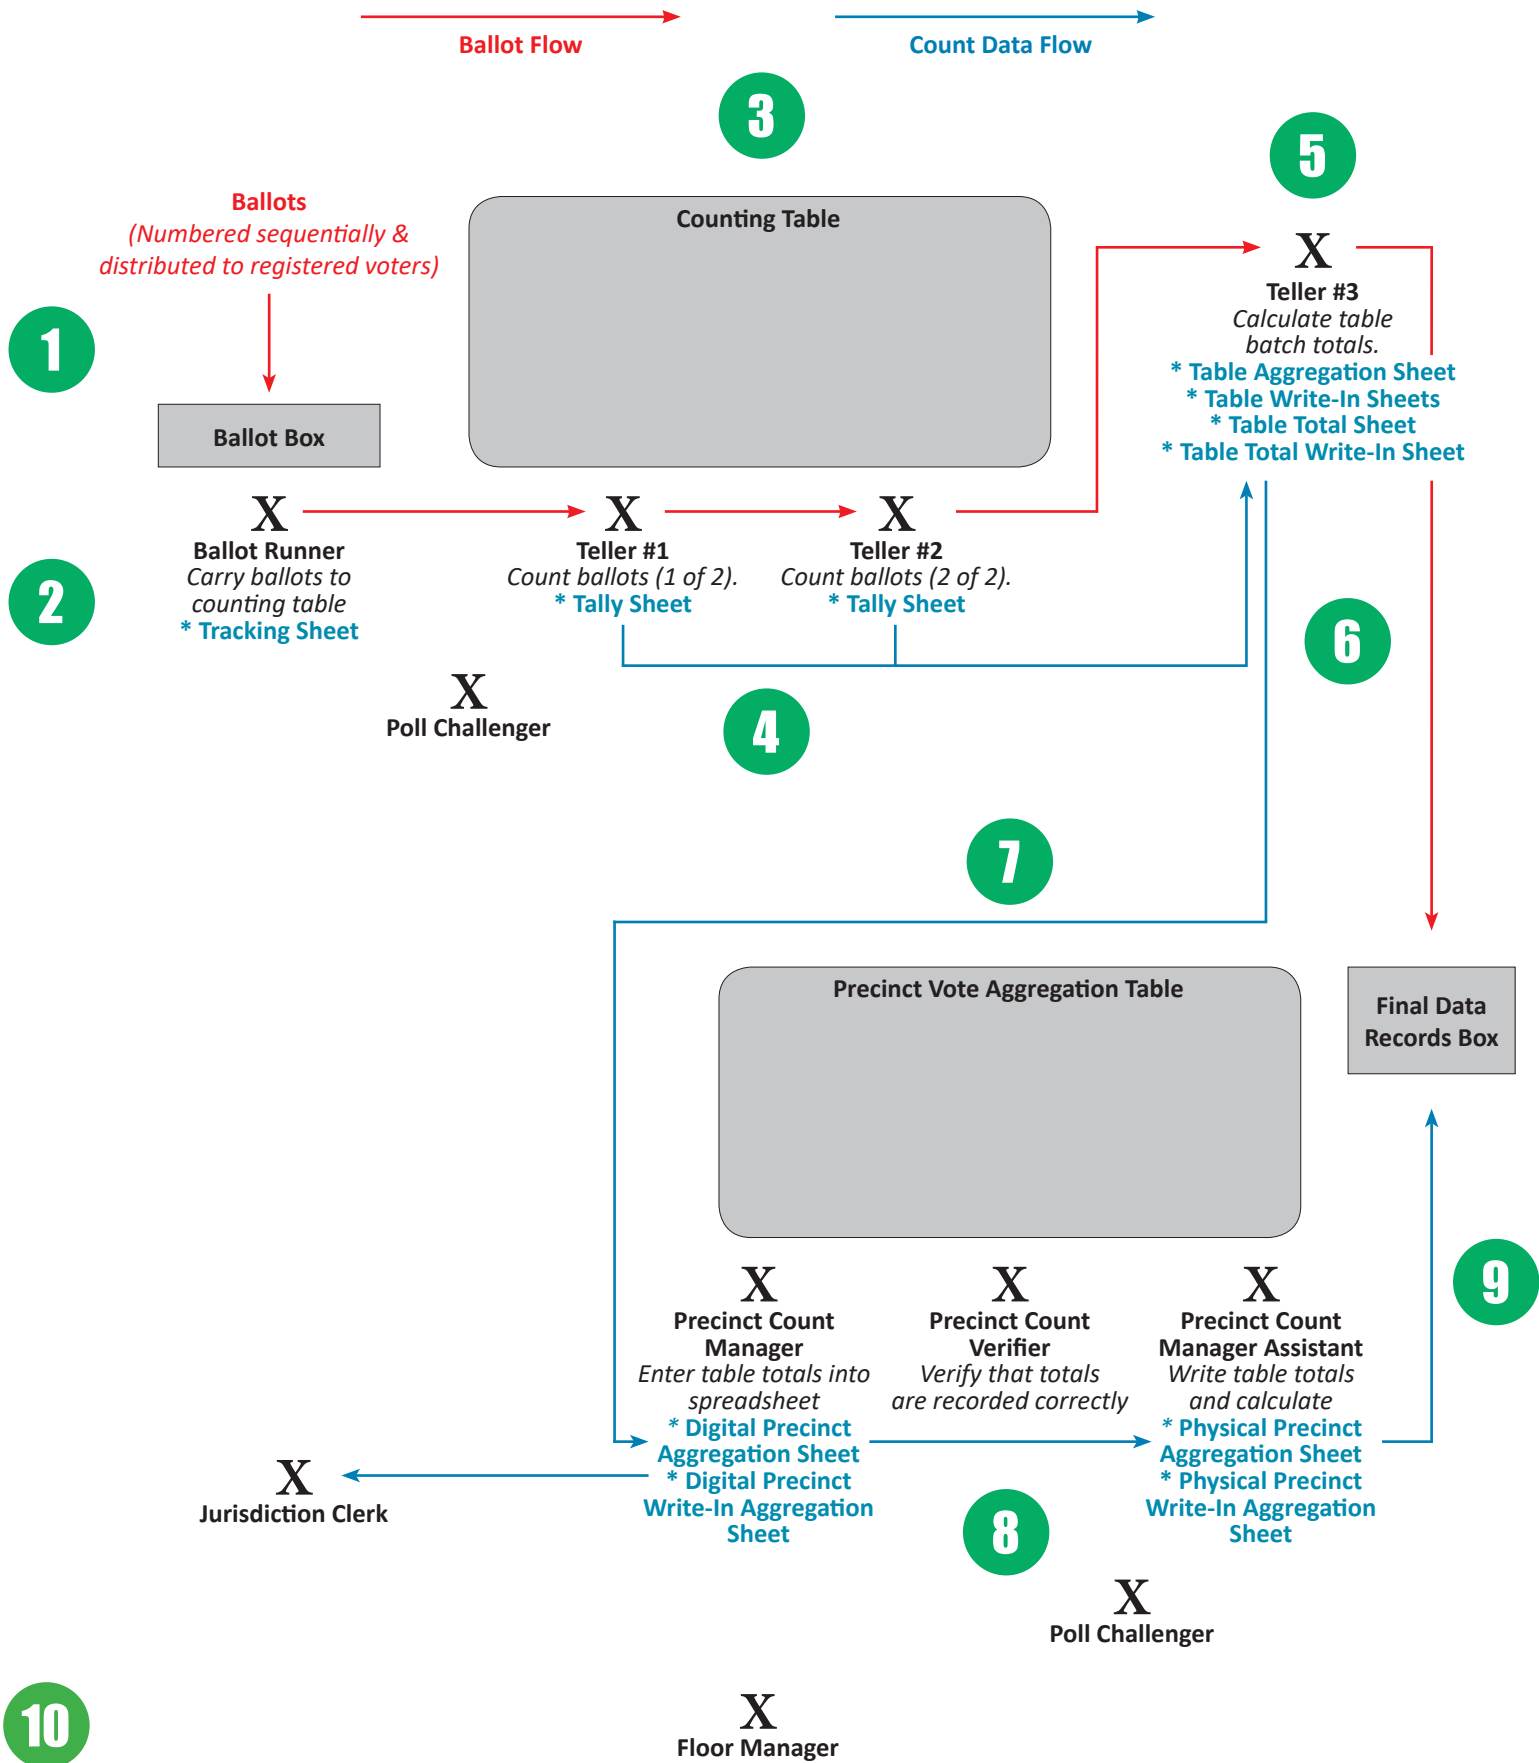 Ballot Flow
Count Data Flow
3
5
Ballots
(Numbered sequentially &
distributed to registered voters)
Counting Table
X
Teller #3
Calculate table
batch totals.
* Table Aggregation Sheet
* Table Write-In Sheets
* Table Total Sheet
* Table Total Write-In Sheet
1
Ballot Box
X
Ballot Runner
Carry ballots to
counting table
* Tracking Sheet
X
Teller #1
Count ballots (1 of 2).
* Tally Sheet
X
Teller #2
Count ballots (2 of 2).
* Tally Sheet
2
6
X
Poll Challenger
4
7
Precinct Vote Aggregation Table
Final Data
Records Box
X
Precinct Count
Manager
Enter table totals into
spreadsheet
* Digital Precinct
Aggregation Sheet
* Digital Precinct
Write-In Aggregation
Sheet
X
Precinct Count
Verifier
Verify that totals
are recorded correctly
X
Precinct Count
Manager Assistant
Write table totals
and calculate
* Physical Precinct
Aggregation Sheet
* Physical Precinct
Write-In Aggregation
Sheet
9
X
Jurisdiction Clerk
8
X
Poll Challenger
10
X
Floor Manager